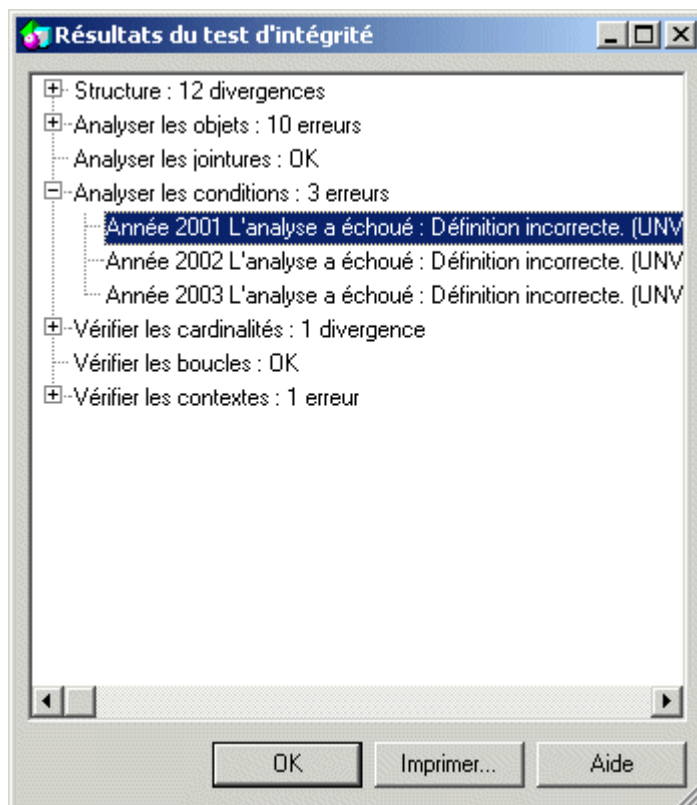 Résultats du test d'intégrité
Structure : 12 divergences
Analyser les objets : 10 erreurs
Analyser les jointures : OK
Analyser les conditions : 3 erreurs
Année 2001 L'analyse a échoué : Définition incorrecte. (UNV
Année 2002 L'analyse a échoué : Définition incorrecte. (UNV
Année 2003 L'analyse a échoué : Définition incorrecte. (UNV
Vérifier les cardinalités : 1 divergence
Vérifier les boucles : OK
Vérifier les contextes : 1 erreur
OK Imprimer... Aide